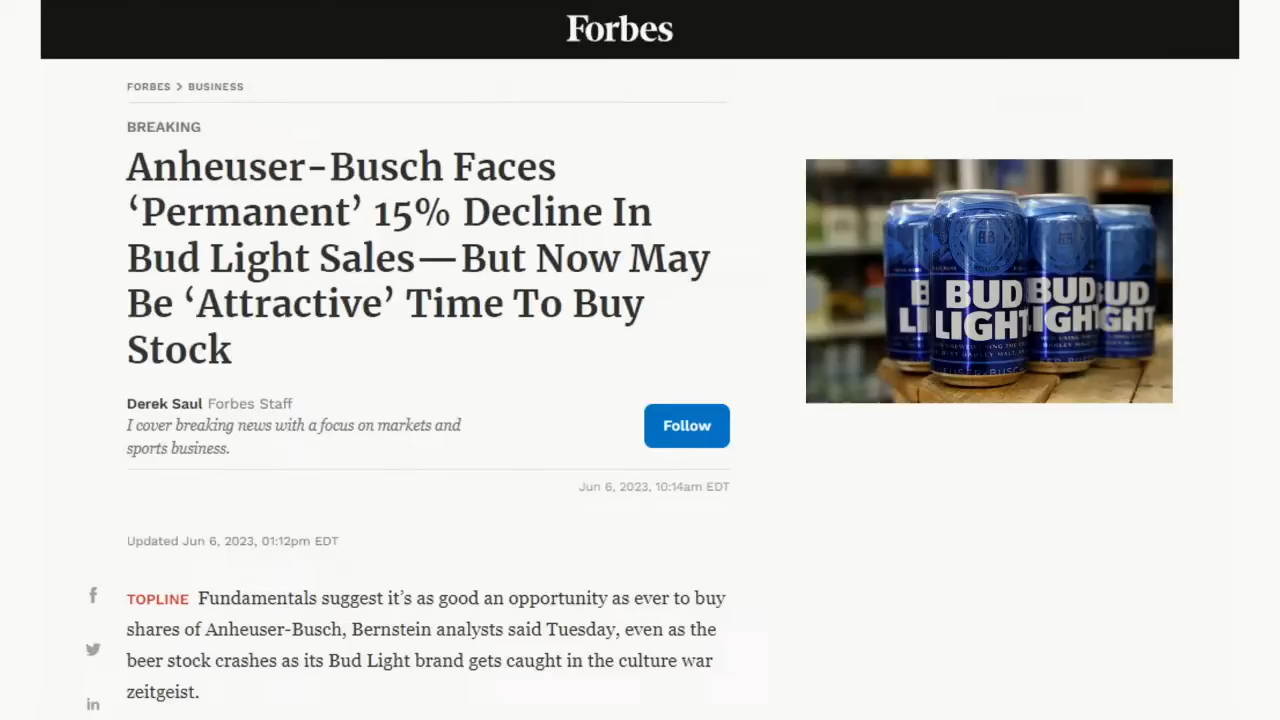 Forbes
FORBES > BUSINESS
BREAKING
Anheuser-Busch Faces
‘Permanent’ 15% Decline In
Bud Light Sales—But Now May
Be ‘Attractive’ Time To Buy
Stock
Derek Saul Forbes Staff
I cover breaking news with a focus on markets and
sports business.
Follow
Jun 6, 2023, 10:14am EDT
Updated Jun 6, 2023, 01:12pm EDT
TOPLINE Fundamentals suggest it’s as good an opportunity as ever to buy
shares of Anheuser-Busch, Bernstein analysts said Tuesday, even as the
beer stock crashes as its Bud Light brand gets caught in the culture war
zeitgeist.
BUD
LIGHT
BUD
LIGHT